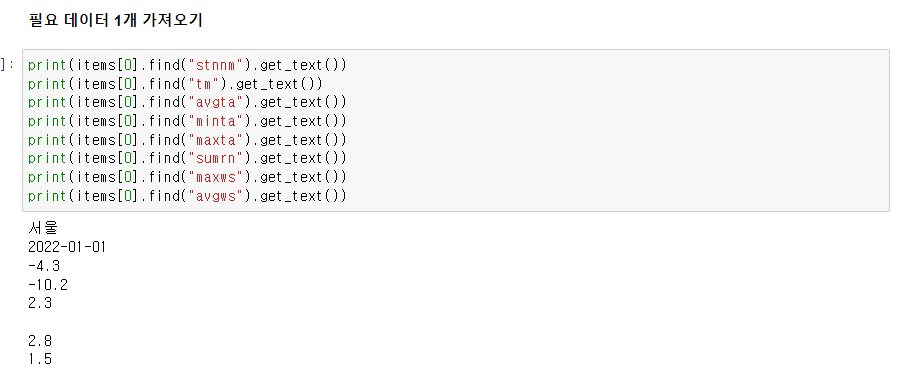 필요 데이터 1개 가져오기
]:
print(items[0].find("stnnm").get_text())
print(items[0].find("tm").get_text())
print(items[0].find("avgta").get_text())
print(items[0].find("minta").get_text())
print(items[0].find("maxta").get_text())
print(items[0].find("sumrn").get_text())
print(items[0].find("maxws").get_text())
print(items[0].find("avgws").get_text())
서울
2022-01-01
-4.3
-10.2
2.3
2.8
1.5